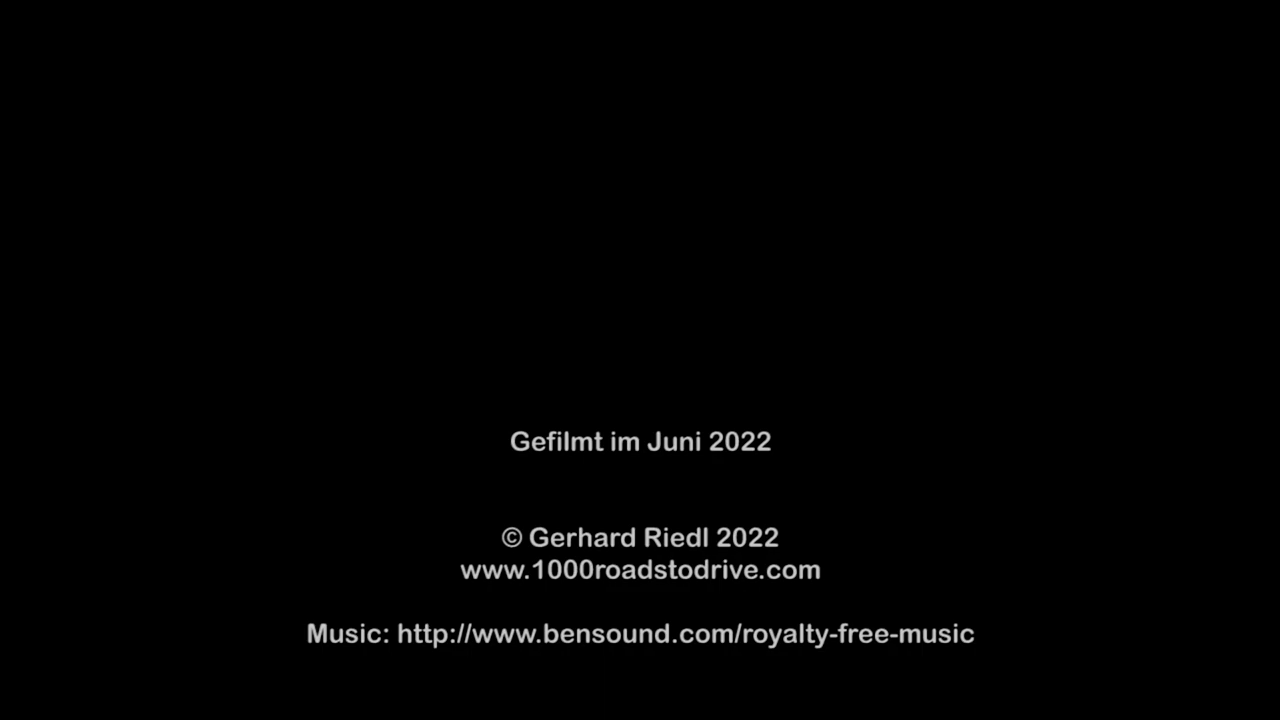 Gefilmt im Juni 2022
© Gerhard Riedl 2022
www.1000roadstodrive.com
Music: http://www.bensound.com/royalty-free-music